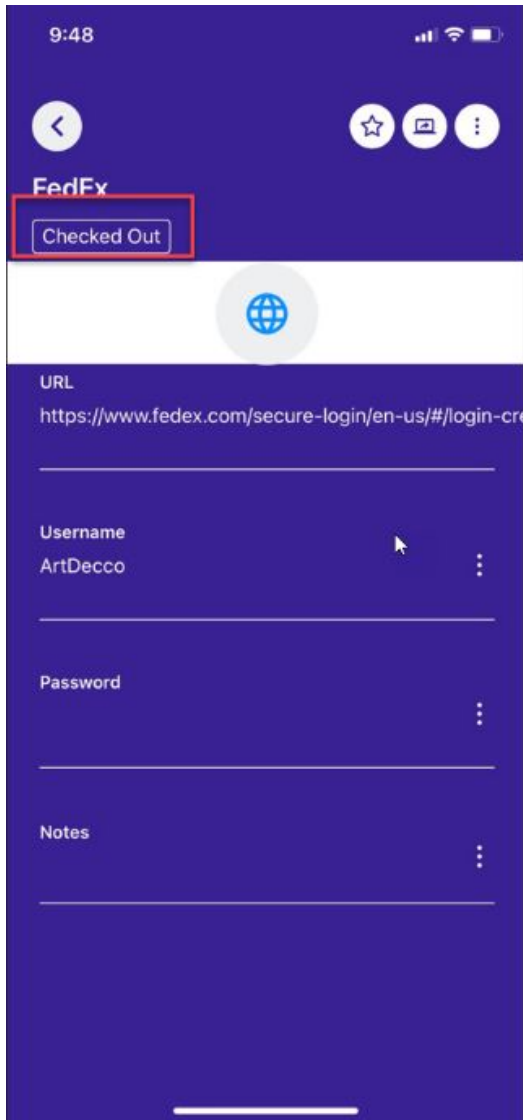 9:48
FedEx
Checked Out
URL
https://www.fedex.com/secure-login/en-us/#/login-cre
Username
ArtDecco
Password
Notes